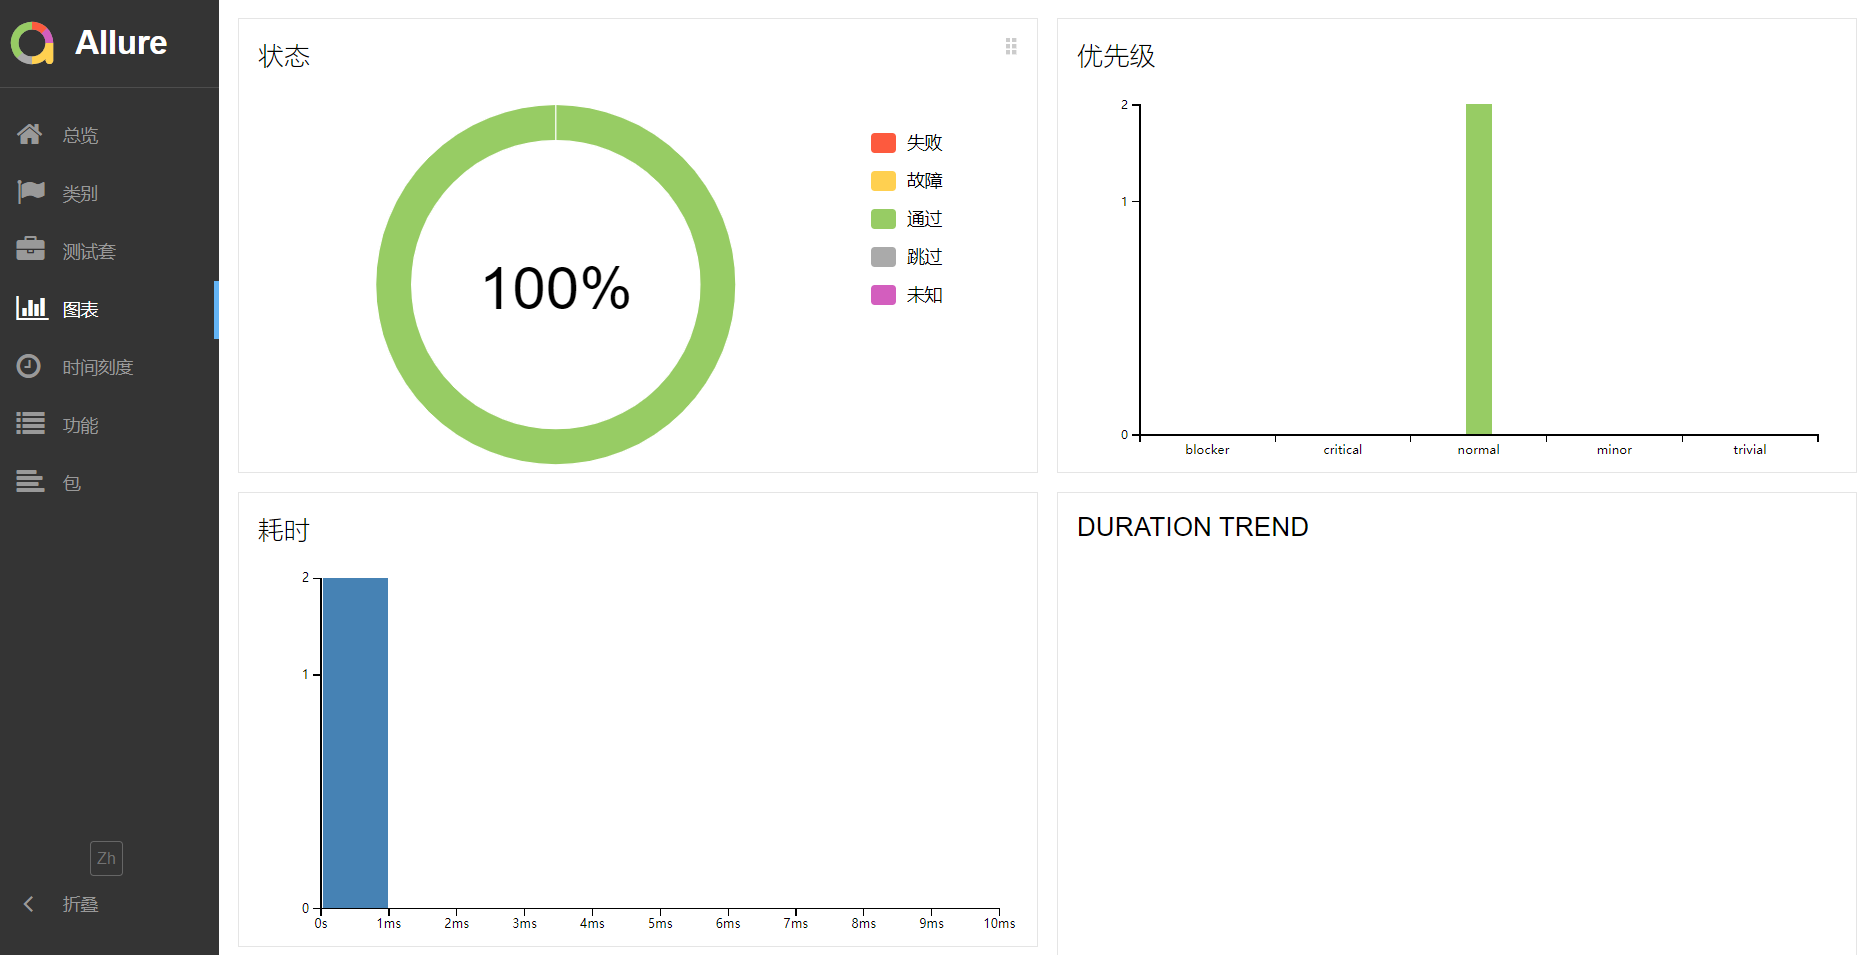 Allure
总览
类别
测试套
图表
时间刻度
功能
包
Zh
折叠
状态
100%
失败
故障
通过
跳过
未知
优先级
2
1
0
blocker critical normal minor trivial
耗时
2
1
0
0s 1ms 2ms 3ms 4ms 5ms 6ms 7ms 8ms 9ms 10ms
DURATION TREND